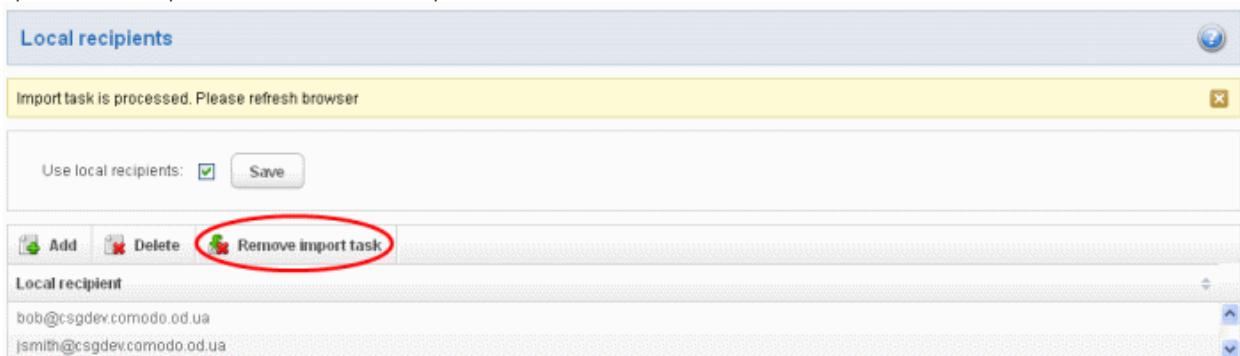 Local recipients
Import task is processed. Please refresh browser
Use local recipients: Save
Add Delete Remove import task
Local recipient
bob@csgdev.comodo.od.ua
jsmith@csgdev.comodo.od.ua